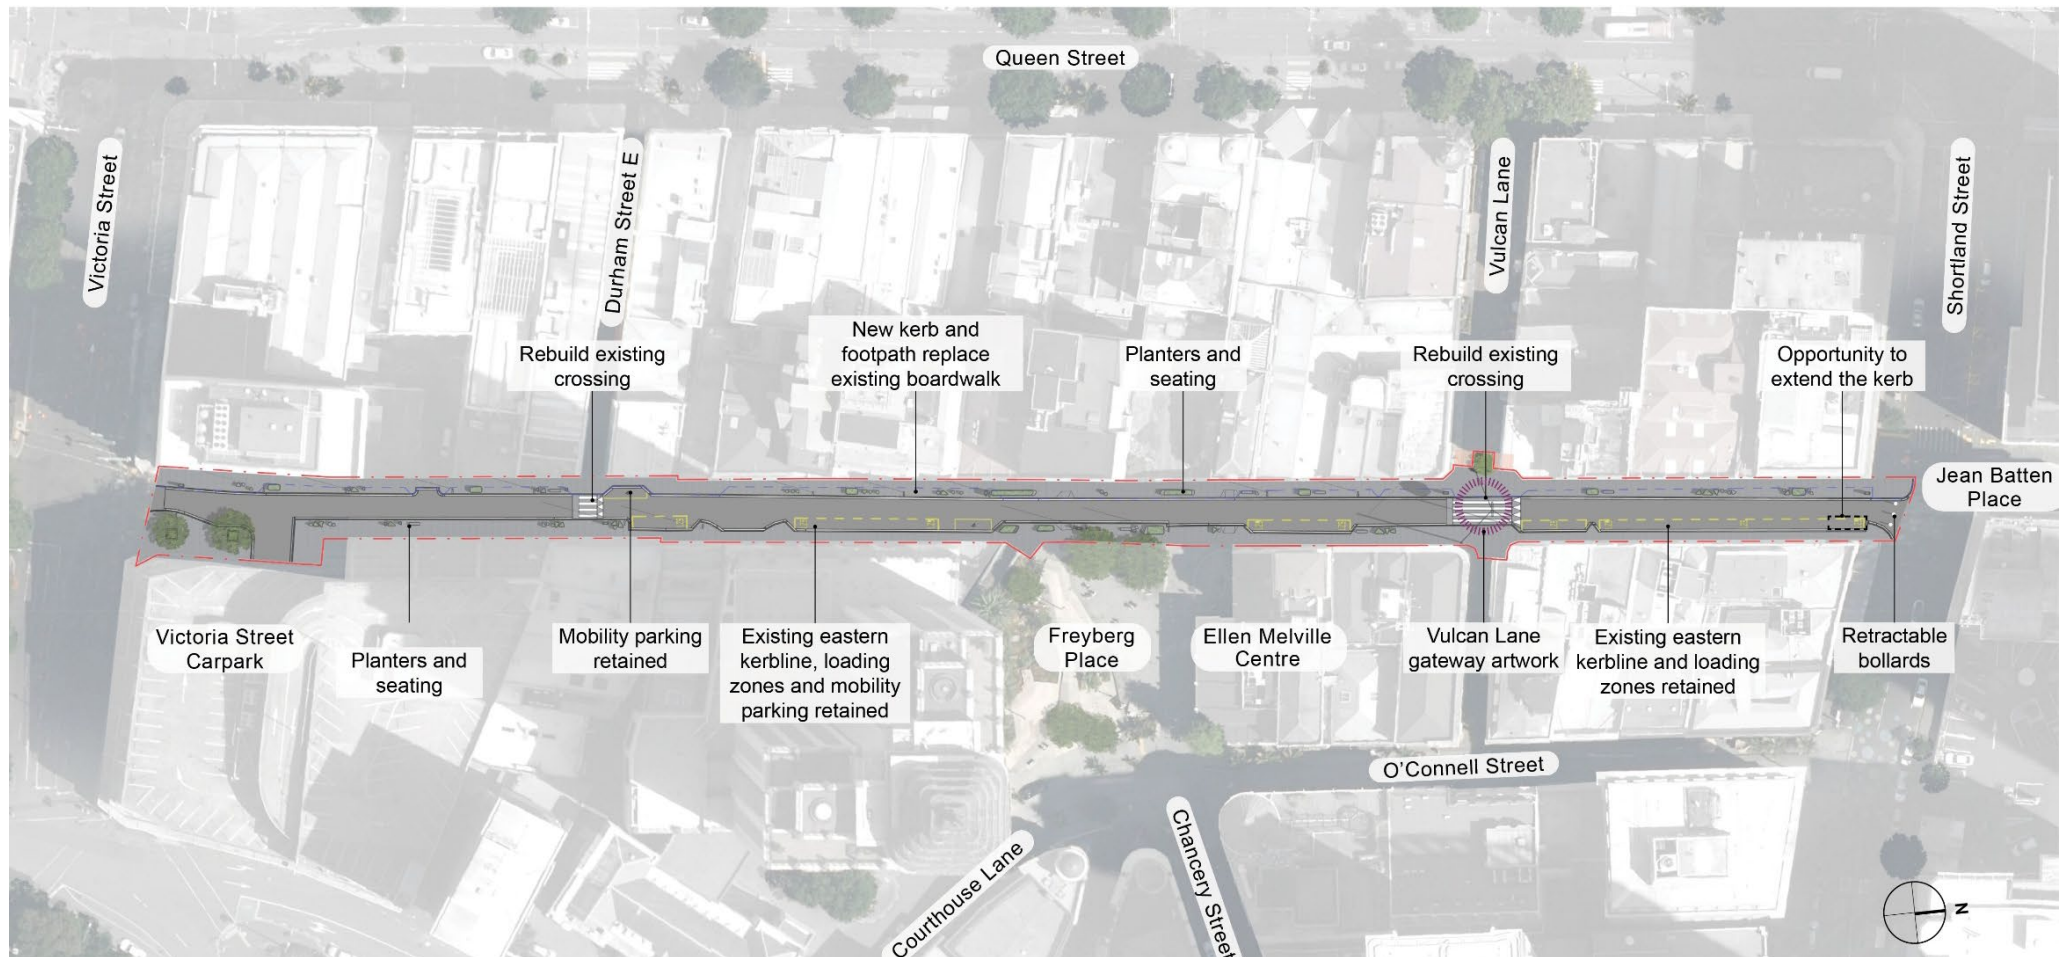 Queen Street
Victoria Street
Durham Street E
Vulcan Lane
Shortland Street
Rebuild existing
crossing
New kerb and
footpath replace
existing boardwalk
Planters and
seating
Rebuild existing
crossing
Opportunity to
extend the kerb
Jean Batten
Place
Victoria Street
Carpark
Planters and
seating
Mobility parking
retained
Existing eastern
kerbline, loading
zones and mobility
parking retained
Freyberg
Place
Ellen Melville
Centre
Vulcan Lane
gateway artwork
Existing eastern
kerbline and loading
zones retained
Retractable
bollards
O'Connell Street
Courthouse Lane
Chancery Street
N